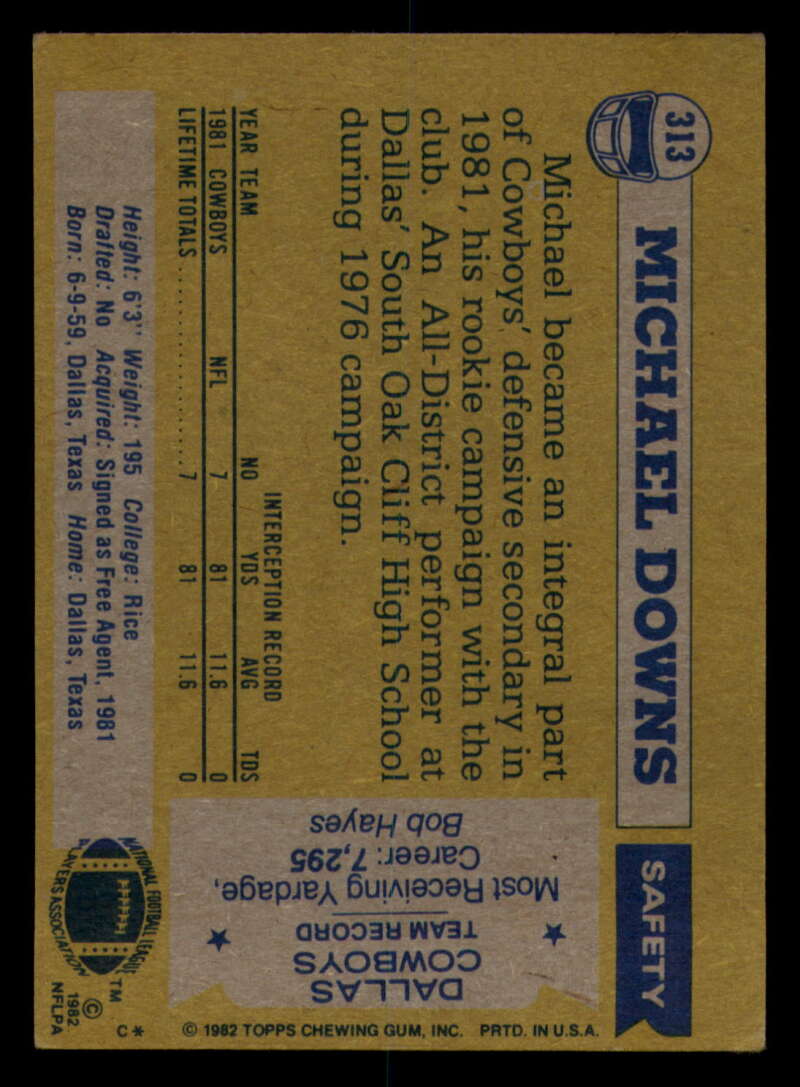 313
MICHAEL DOWNS
SAFETY
Michael became an integral part
of Cowboys' defensive secondary in
1981, his rookie campaign with the
club. An All-District performer at
Dallas' South Oak Cliff High School
during 1976 campaign.
INTERCEPTION RECORD
YEAR TEAM NFL NO YDS AVG TDS
1981 COWBOYS 7 81 11.6 0
LIFETIME TOTALS..........7 81 11.6 0
Height: 6'3" Weight: 195 College: Rice
Drafted: No Acquired: Signed as Free Agent, 1981
Born: 6-9-59, Dallas, Texas Home: Dallas, Texas
DALLAS
COWBOYS
TEAM RECORD
Most Receiving Yardage,
Career: 7,295
Bob Hayes
NATIONAL FOOTBALL LEAGUE
PLAYERS ASSOCIATION
TM
© 1982 NFLPA
C*
© 1982 TOPPS CHEWING GUM, INC. PRTD. IN U.S.A.